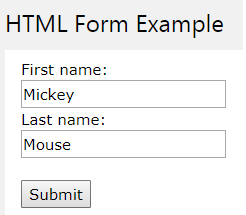 HTML Form Example
First name:
Mickey
Last name:
Mouse
Submit